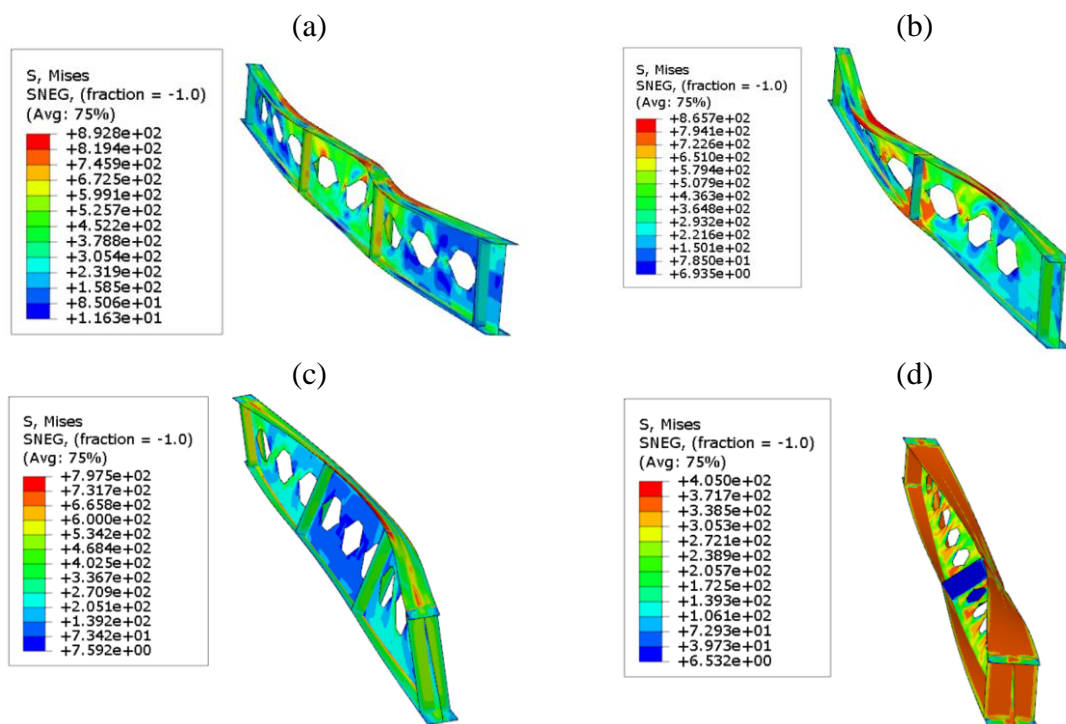 (a)
S, Mises
SNEG, (fraction = -1.0)
(Avg: 75%)
+8.928e+02
+8.194e+02
+7.459e+02
+6.725e+02
+5.991e+02
+5.257e+02
+4.522e+02
+3.788e+02
+3.054e+02
+2.319e+02
+1.585e+02
+8.506e+01
+1.163e+01
(b)
S, Mises
SNEG, (fraction = -1.0)
(Avg: 75%)
+8.657e+02
+7.941e+02
+7.226e+02
+6.510e+02
+5.794e+02
+5.079e+02
+4.363e+02
+3.648e+02
+2.932e+02
+2.216e+02
+1.501e+02
+7.850e+01
+6.935e+00
(c)
S, Mises
SNEG, (fraction = -1.0)
(Avg: 75%)
+7.975e+02
+7.317e+02
+6.658e+02
+6.000e+02
+5.342e+02
+4.684e+02
+4.025e+02
+3.367e+02
+2.709e+02
+2.051e+02
+1.392e+02
+7.342e+01
+7.592e+00
(d)
S, Mises
SNEG, (fraction = -1.0)
(Avg: 75%)
+4.050e+02
+3.717e+02
+3.385e+02
+3.053e+02
+2.721e+02
+2.389e+02
+2.057e+02
+1.725e+02
+1.393e+02
+1.061e+02
+7.293e+01
+3.973e+01
+6.532e+00